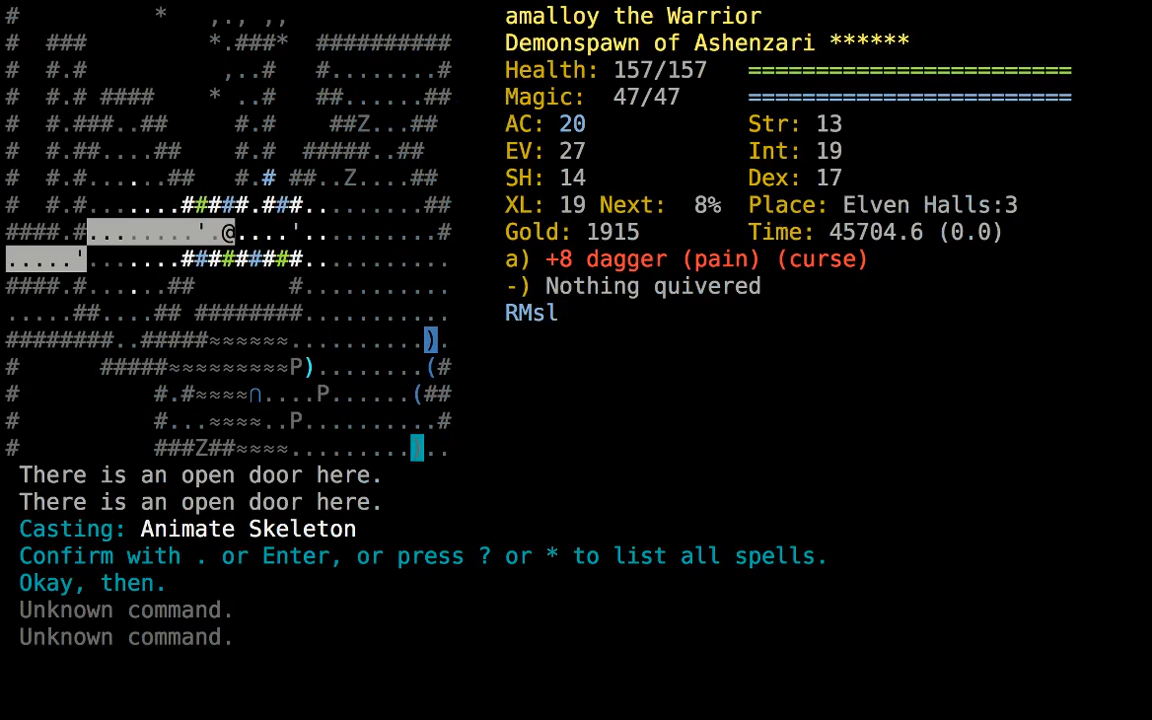 #           *   ,., ,,
#  ###         *.###*  ##########
#  #.#          ,..#   #........#
#  #.# ####   * ..#   ##......##
#  #.###..##     #.#    ##Z...##
#  #.##....##    #.#  #####..##
#  #.#......##   #.# ##..Z....##
#  #.#.......#####.###.........##
####.#........'.@....'..........#
.....'.......#########...........
####.#......##       #...........
.....##....## ########...........
########..#####≈≈≈≈≈≈..........).
#      #####≈≈≈≈≈≈≈≈≈P)........(#
#          #.#≈≈≈≈∩....P......(##
#          #...≈≈≈≈..P..........#
#          ###Z##≈≈≈≈......... ..
amalloy the Warrior
Demonspawn of Ashenzari ******
Health: 157/157 ========================
Magic: 47/47 ========================
AC: 20 Str: 13
EV: 27 Int: 19
SH: 14 Dex: 17
XL: 19 Next: 8% Place: Elven Halls:3
Gold: 1915 Time: 45704.6 (0.0)
a) +8 dagger (pain) (curse)
-) Nothing quivered
RMsl
There is an open door here.
There is an open door here.
Casting: Animate Skeleton
Confirm with . or Enter, or press ? or * to list all spells.
Okay, then.
Unknown command.
Unknown command.